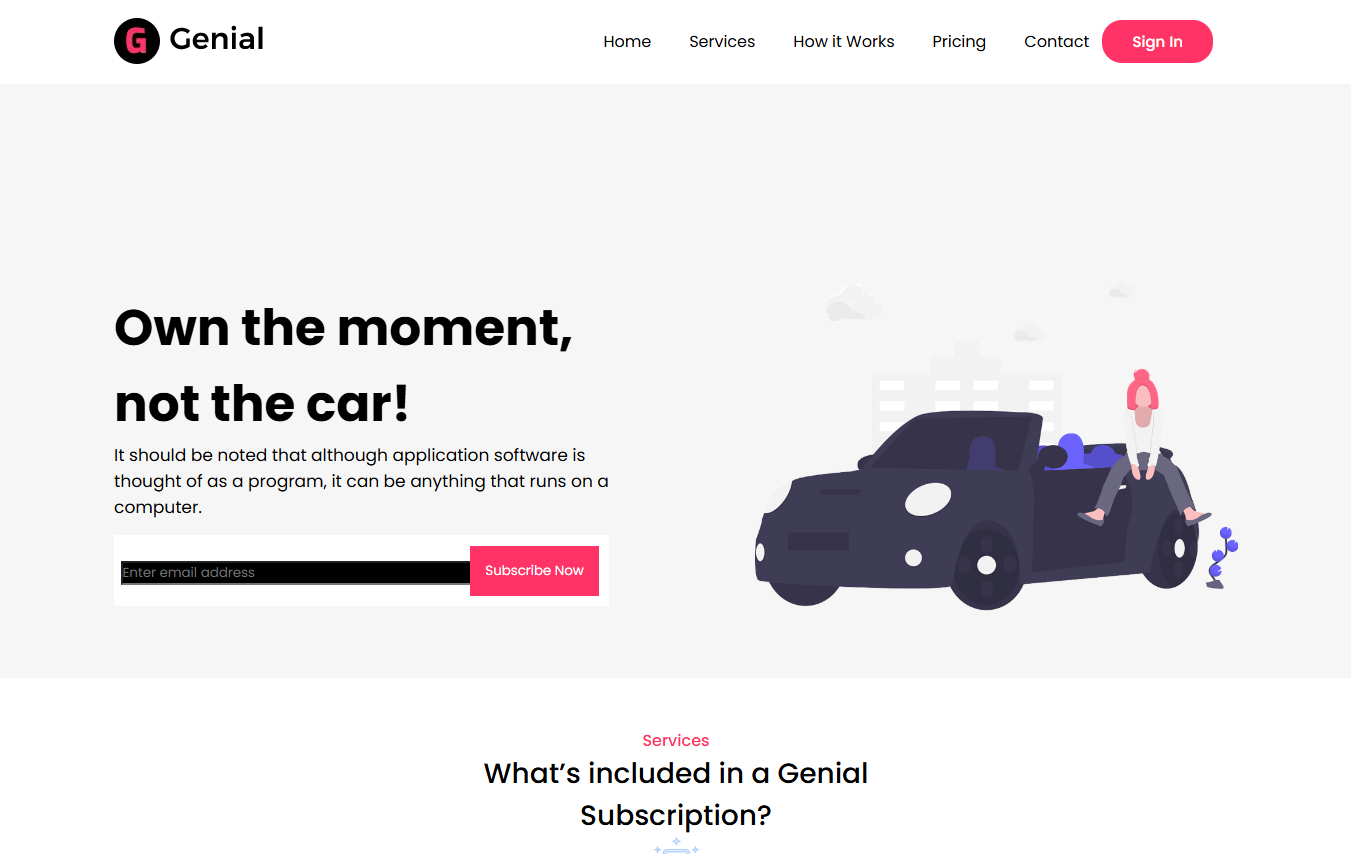 G Genial
Home Services How it Works Pricing Contact Sign In
Own the moment,
not the car!
It should be noted that although application software is
thought of as a program, it can be anything that runs on a
computer.
Enter email address Subscribe Now
Services
What’s included in a Genial
Subscription?